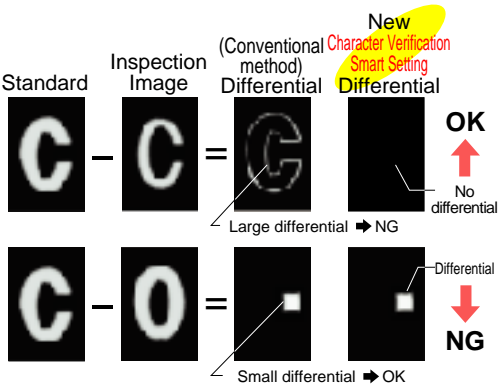 New
(Conventional Character Verification
Inspection method) Smart Setting
Standard Image Differential Differential
C – C = C
OK
No
differential
Large differential ➡ NG
C – O =
Differential
NG
Small differential ➡ OK